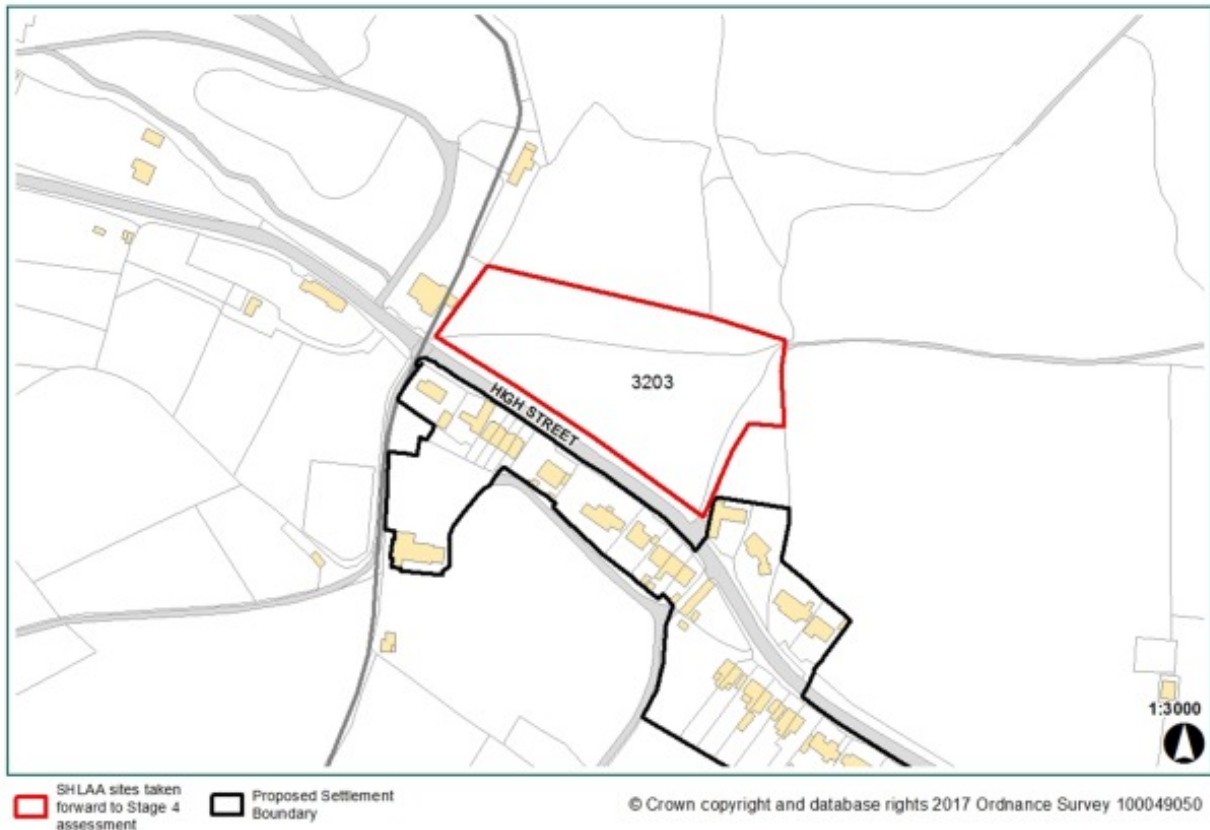 3203
HIGH STREET
1:3000
SHLAA sites taken
forward to Stage 4
assessment
Proposed Settlement
Boundary
© Crown copyright and database rights 2017 Ordnance Survey 100049050